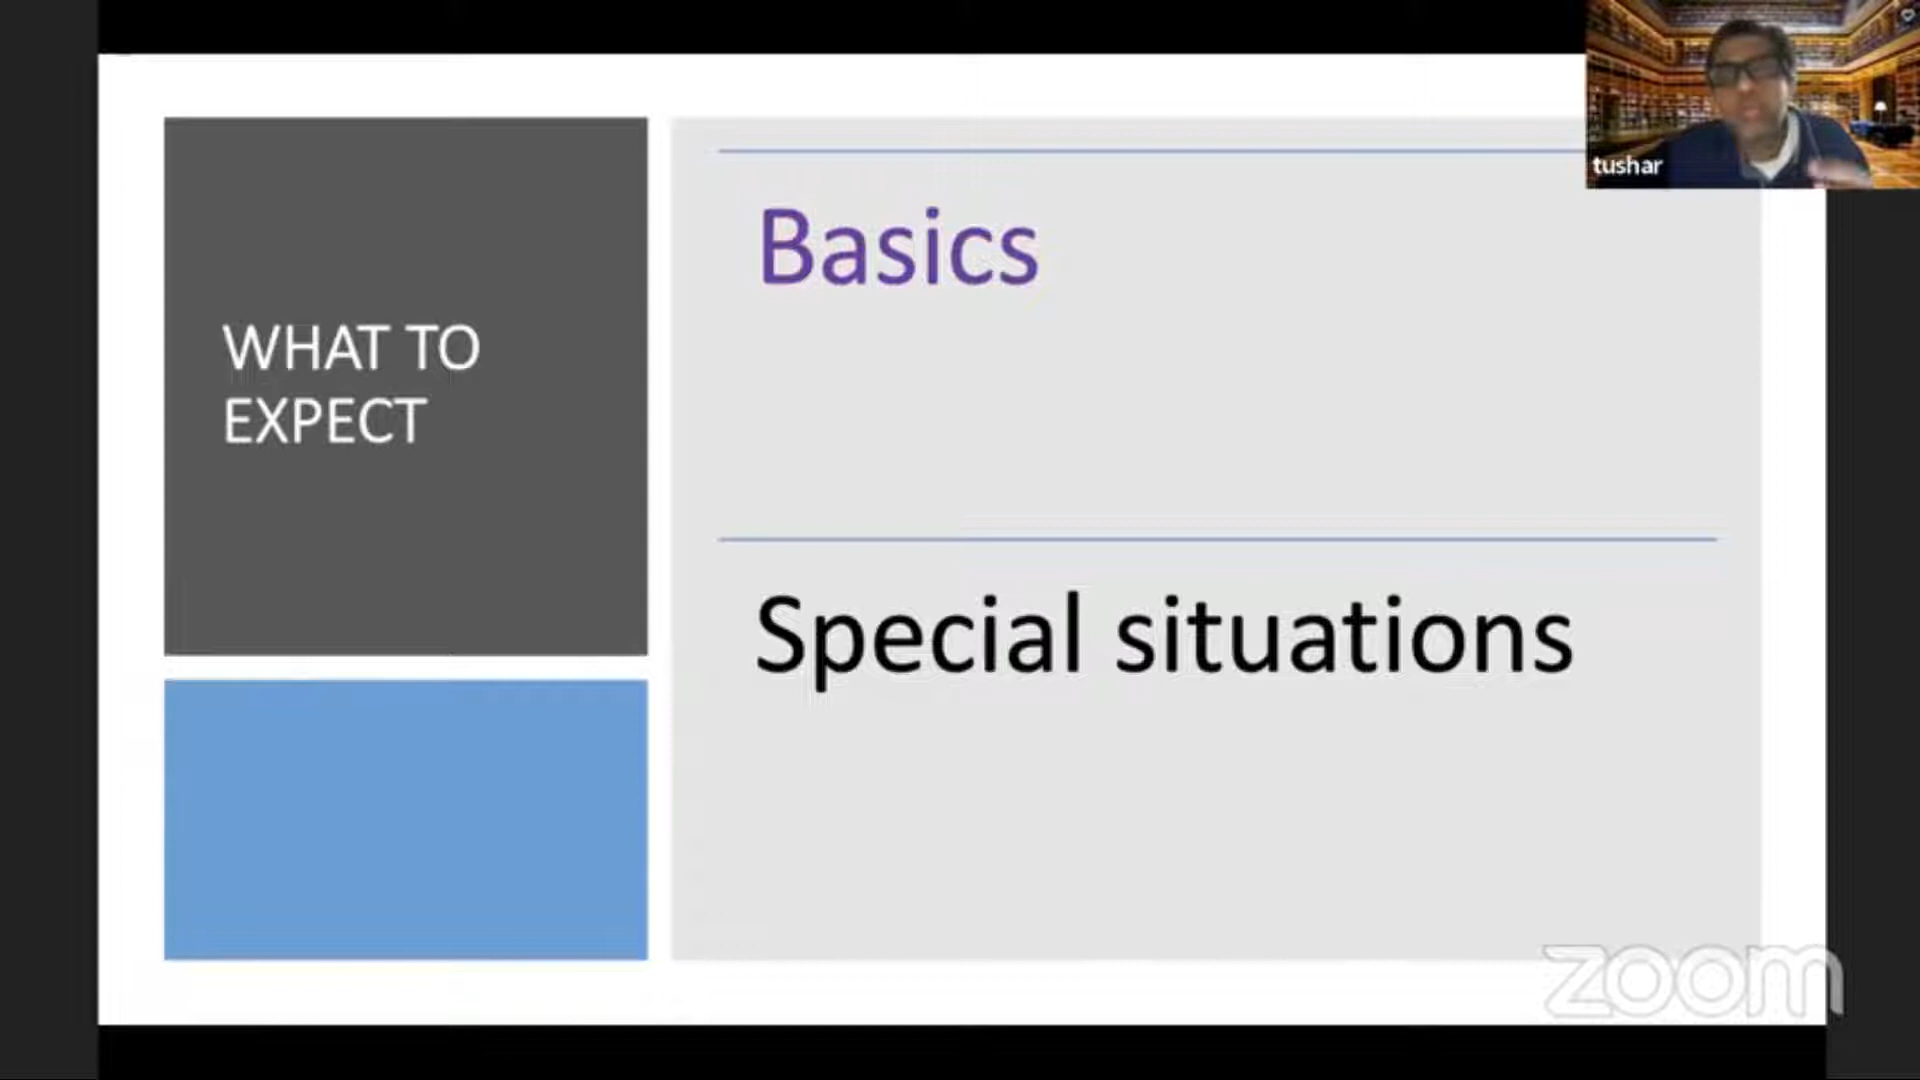 WHAT TO
EXPECT
Basics
Special situations
tushar
zoom